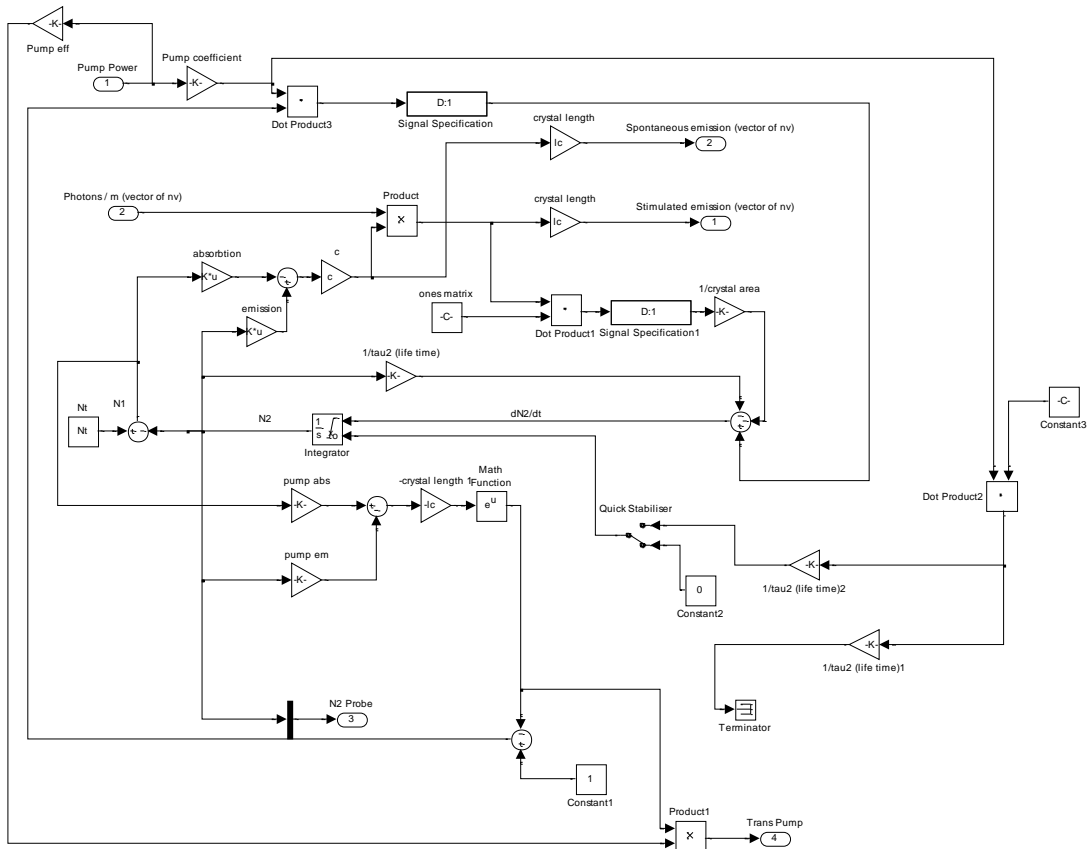 -K-
Pump eff
Pump Power
1
Pump coefficient
-K-
Dot Product3
D:1
Signal Specification
crystal length
lc
Spontaneous emission (vector of nv)
2
Photons / m (vector of nv)
2
Product
×
crystal length
lc
Stimulated emission (vector of nv)
1
absorbtion
K*u
c
c
emission
K*u
ones matrix
-C-
Dot Product1
D:1
Signal Specification1
1/crystal area
-K-
1/tau2 (life time)
-K-
Nt
Nt
N1
N2
1
s
xo
Integrator
dN2/dt
-C-
Constant3
pump abs
-K-
-crystal length 1
-lc
Math
Function
e^u
Dot Product2
Quick Stabiliser
pump em
-K-
0
Constant2
-K-
1/tau2 (life time)2
-K-
1/tau2 (life time)1
N2 Probe
3
Terminator
1
Constant1
Product1
×
Trans Pump
4